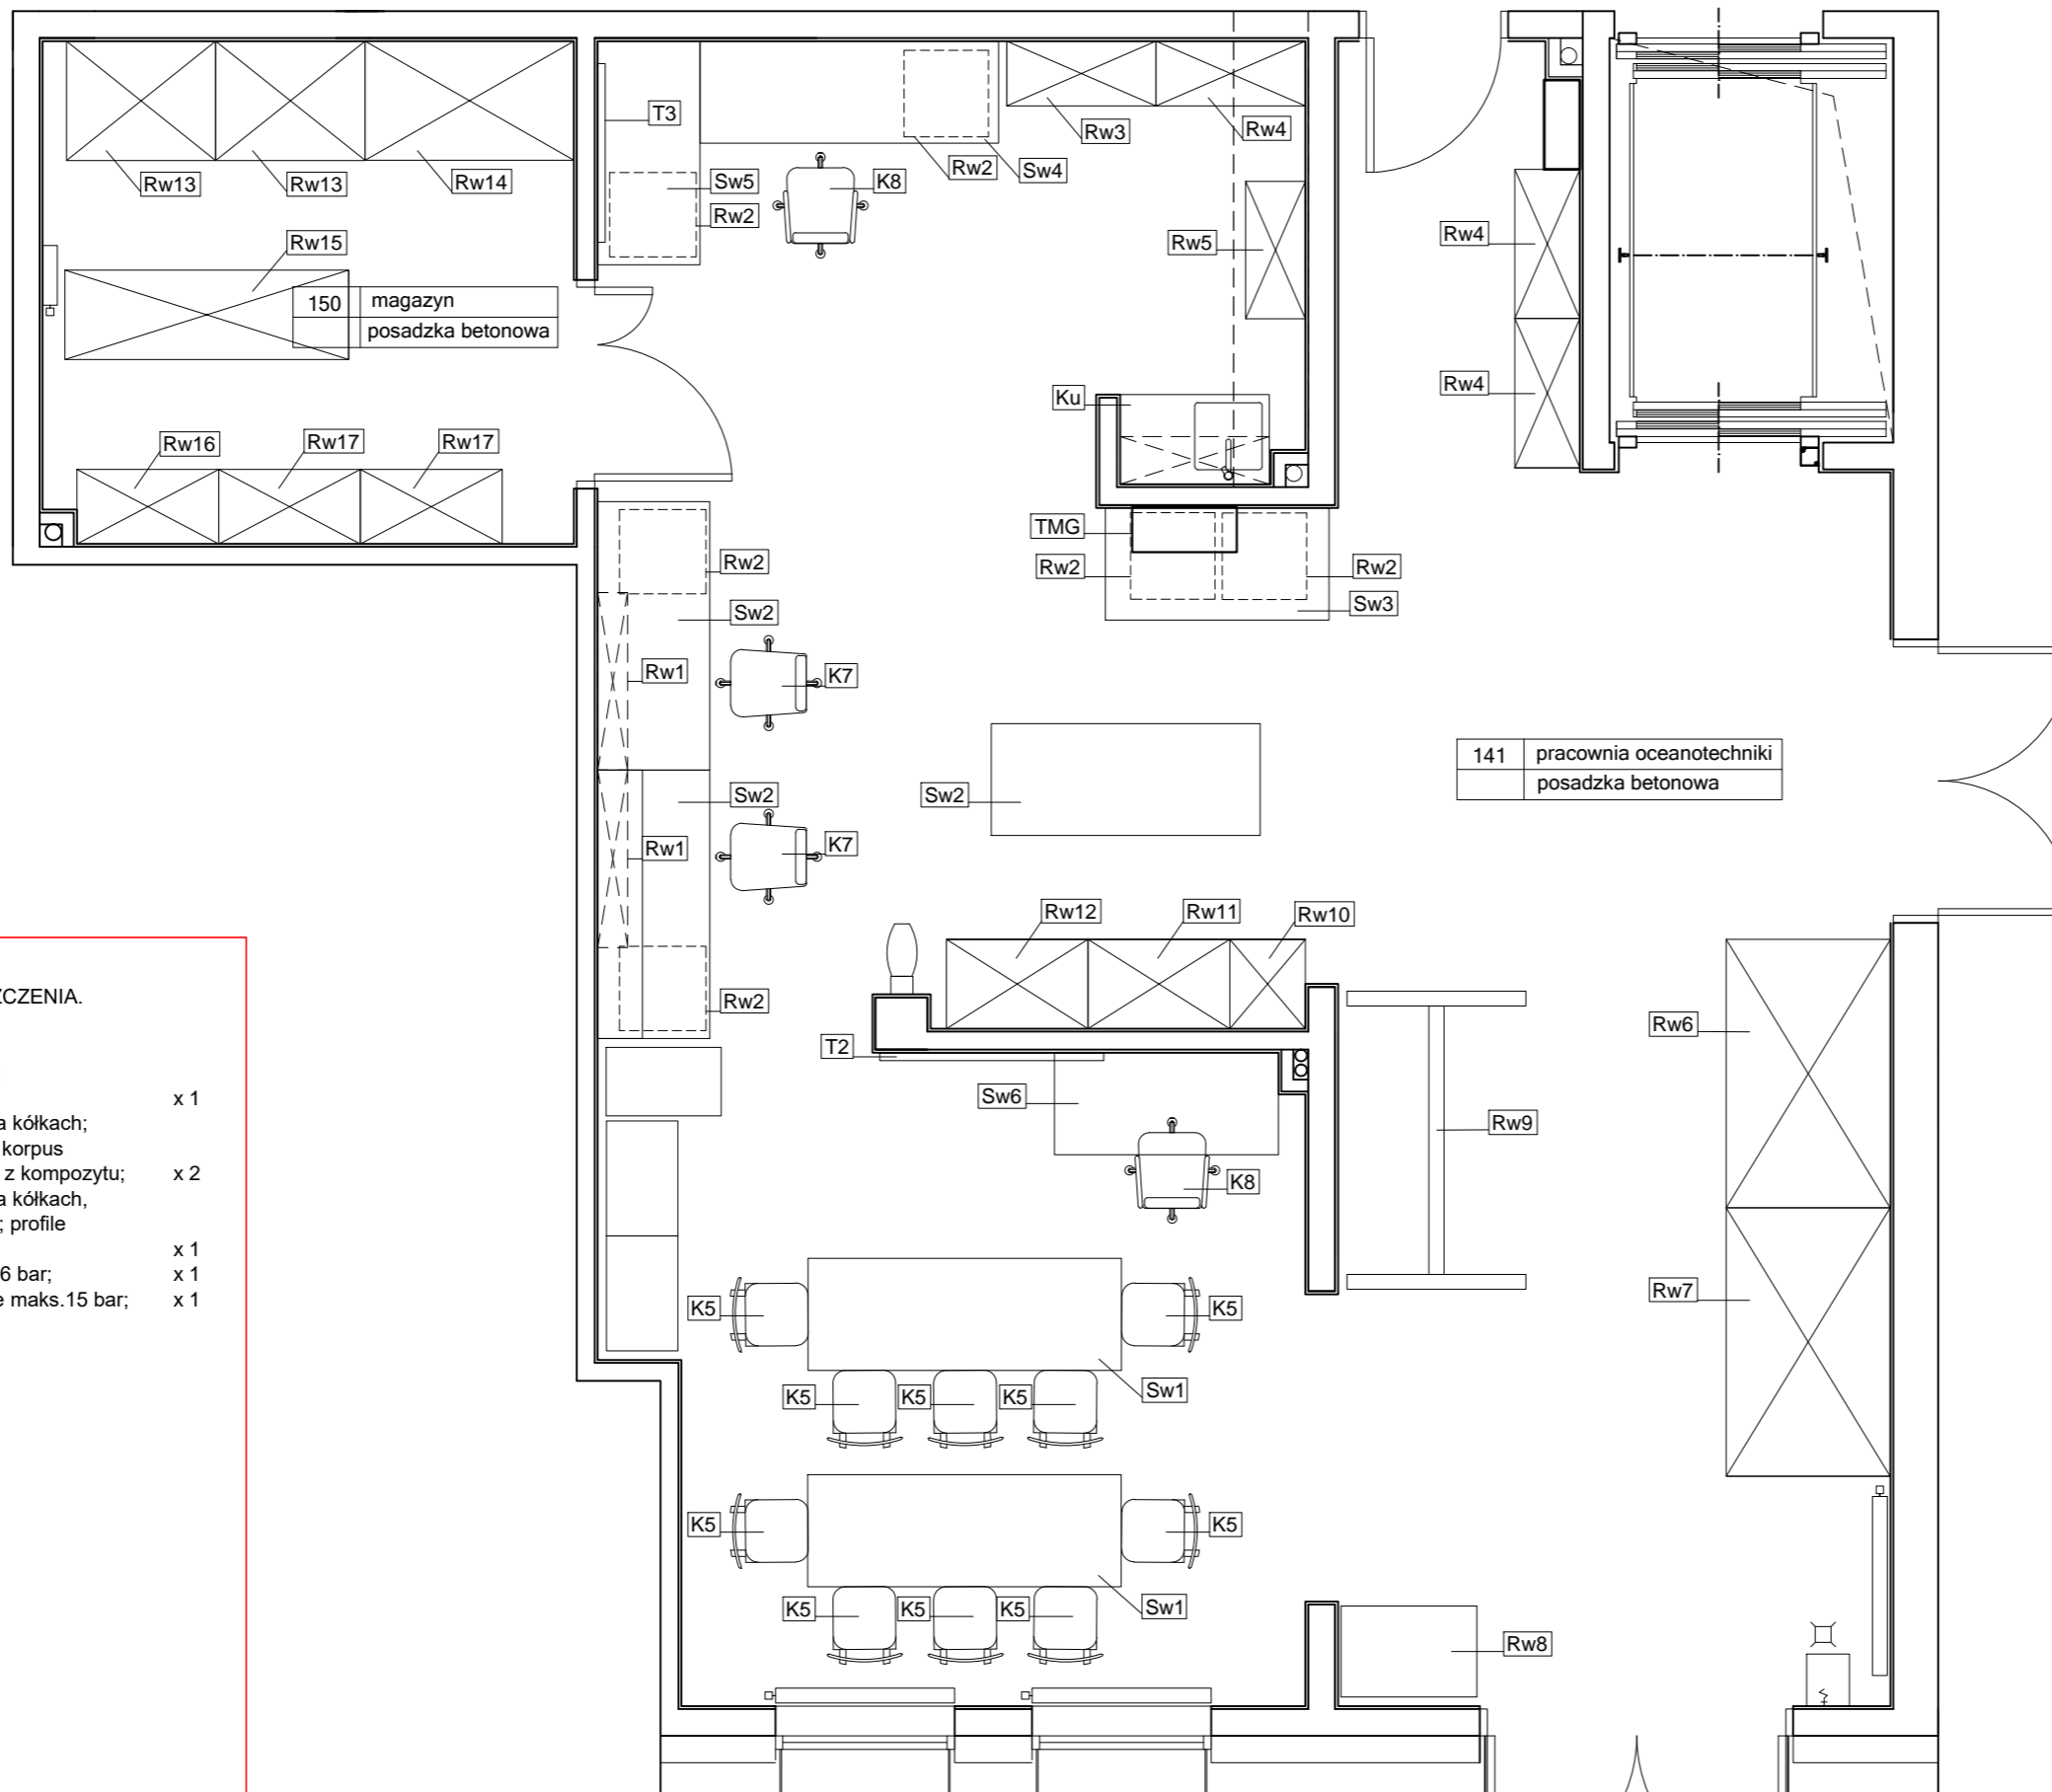 T3
Rw3
Rw4
Rw13
Rw13
Rw14
Sw5
K8
Rw2
Sw4
Rw2
Rw15
Rw5
Rw4
150 magazyn
posadzka betonowa
Rw4
Ku
Rw16
Rw17
Rw17
TMG
Rw2
Rw2
Rw2
Sw3
Sw2
Rw1
K7
141 pracownia oceanotechniki
posadzka betonowa
Sw2
Sw2
Rw1
K7
Rw12
Rw11
Rw10
Rw2
Rw6
T2
Sw6
Rw9
K8
Rw7
K5
K5
K5
K5
K5
Sw1
K5
K5
K5
K5
K5
Sw1
Rw8
ZCZENIA.
x 1
a kółkach;
korpus
z kompozytu; x 2
a kółkach,
; profile
x 1
6 bar; x 1
e maks.15 bar; x 1